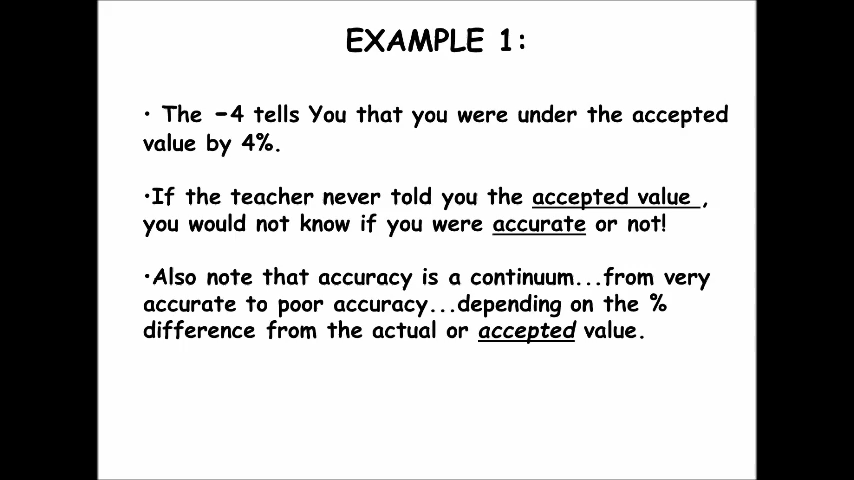 EXAMPLE 1:
• The -4 tells You that you were under the accepted
value by 4%.
•If the teacher never told you the accepted value ,
you would not know if you were accurate or not!
•Also note that accuracy is a continuum...from very
accurate to poor accuracy...depending on the %
difference from the actual or accepted value.